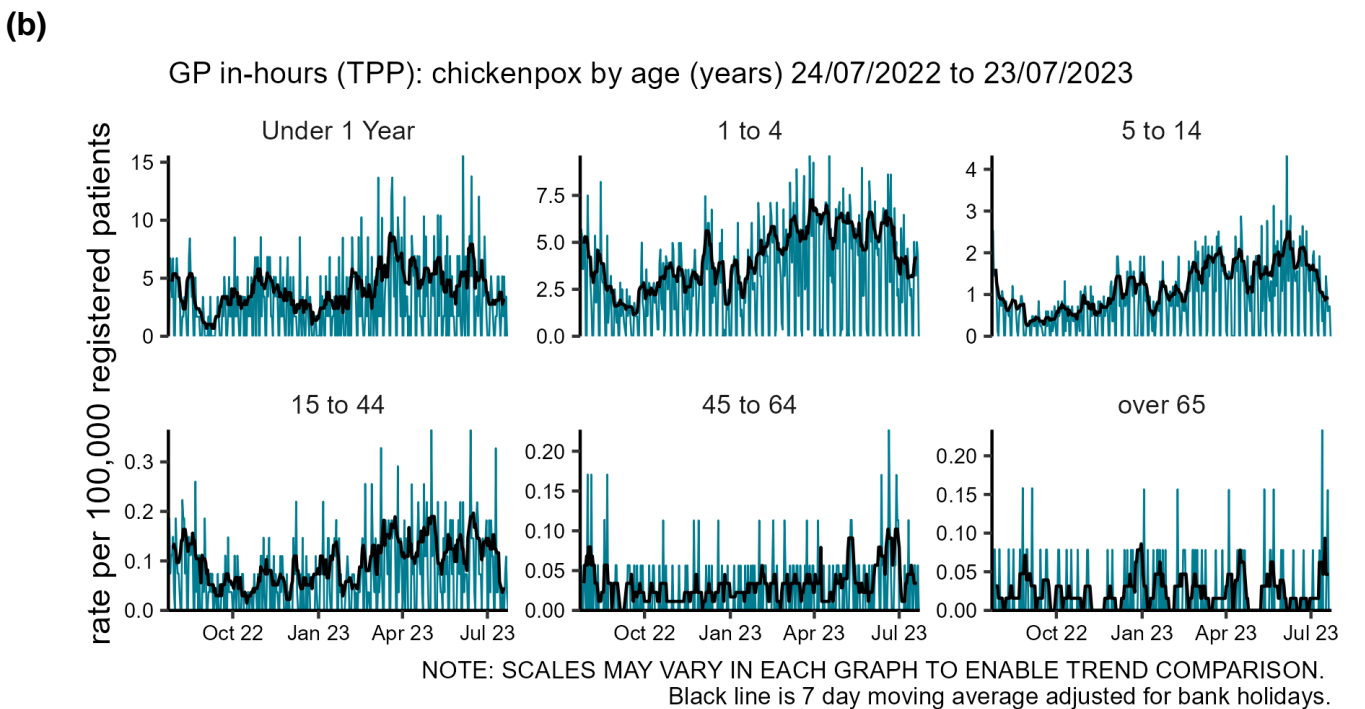 (b)
GP in-hours (TPP): chickenpox by age (years) 24/07/2022 to 23/07/2023
rate per 100,000 registered patients
Under 1 Year
15
10
5
0
1 to 4
7.5
5.0
2.5
0.0
5 to 14
4
3
2
1
0
15 to 44
0.3
0.2
0.1
0.0
Oct 22 Jan 23 Apr 23 Jul 23
45 to 64
0.20
0.15
0.10
0.05
0.00
Oct 22 Jan 23 Apr 23 Jul 23
over 65
0.20
0.15
0.10
0.05
0.00
Oct 22 Jan 23 Apr 23 Jul 23
NOTE: SCALES MAY VARY IN EACH GRAPH TO ENABLE TREND COMPARISON.
Black line is 7 day moving average adjusted for bank holidays.